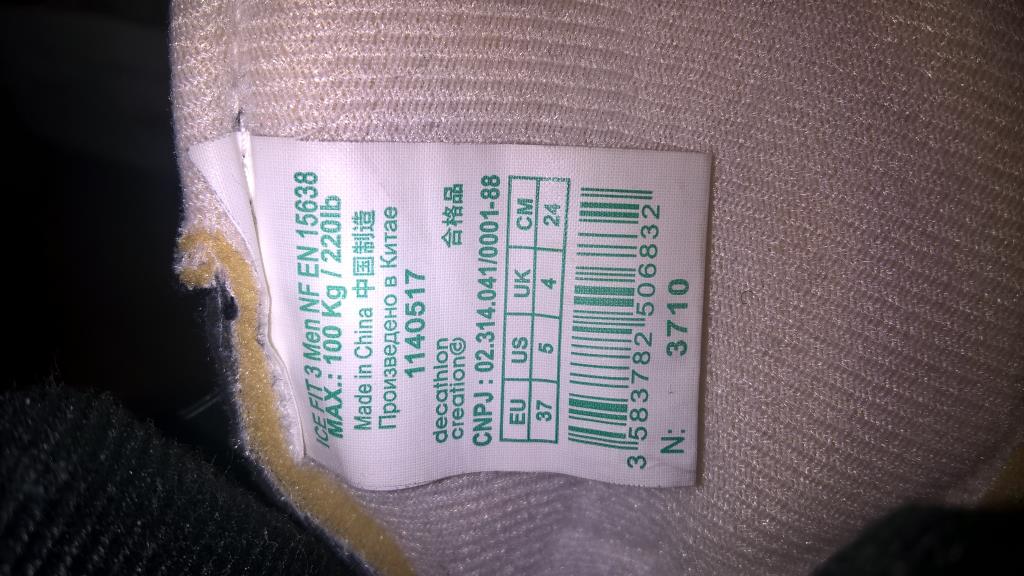 ICE-FIT 3 Men NF EN 15638
MAX.: 100 Kg / 220lb
Made in China 中国制造
Произведено в Китае
1140517
decathlon
creation©
合格品
CNPJ : 02.314.041/0001-88
EU US UK CM
37 5 4 24
3 583782 506832
N: 3710